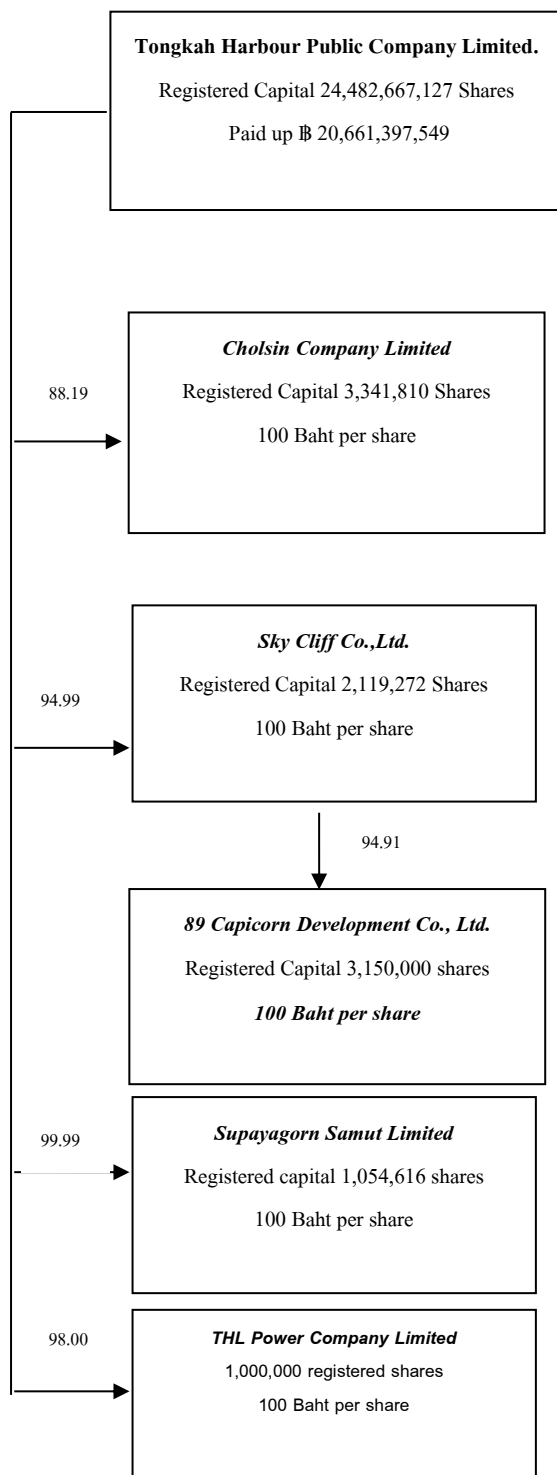 Tongkah Harbour Public Company Limited.
Registered Capital 24,482,667,127 Shares
Paid up ฿ 20,661,397,549
88.19
Cholsin Company Limited
Registered Capital 3,341,810 Shares
100 Baht per share
94.99
Sky Cliff Co.,Ltd.
Registered Capital 2,119,272 Shares
100 Baht per share
94.91
89 Capicorn Development Co., Ltd.
Registered Capital 3,150,000 shares
100 Baht per share
99.99
Supayagorn Samut Limited
Registered capital 1,054,616 shares
100 Baht per share
98.00
THL Power Company Limited
1,000,000 registered shares
100 Baht per share